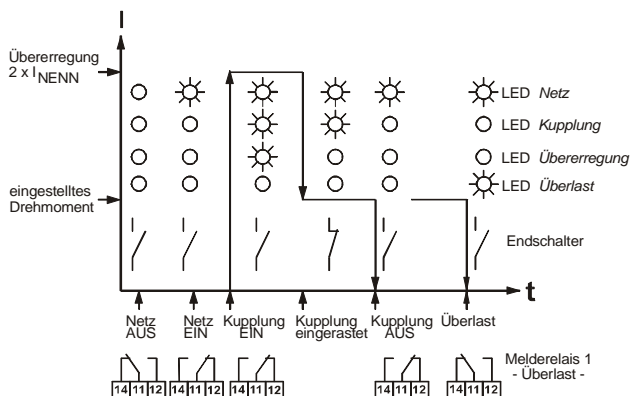 I
Übererregung
2 x I NENN
LED Netz
LED Kupplung
LED Übererregung
LED Überlast
eingestelltes
Drehmoment
Endschalter
t
Netz
AUS
Netz
EIN
Kupplung
EIN
Kupplung
eingerastet
Kupplung
AUS
Überlast
Melderelais 1
- Überlast -
14 11 12
14 11 12
14 11 12
14 11 12
14 11 12